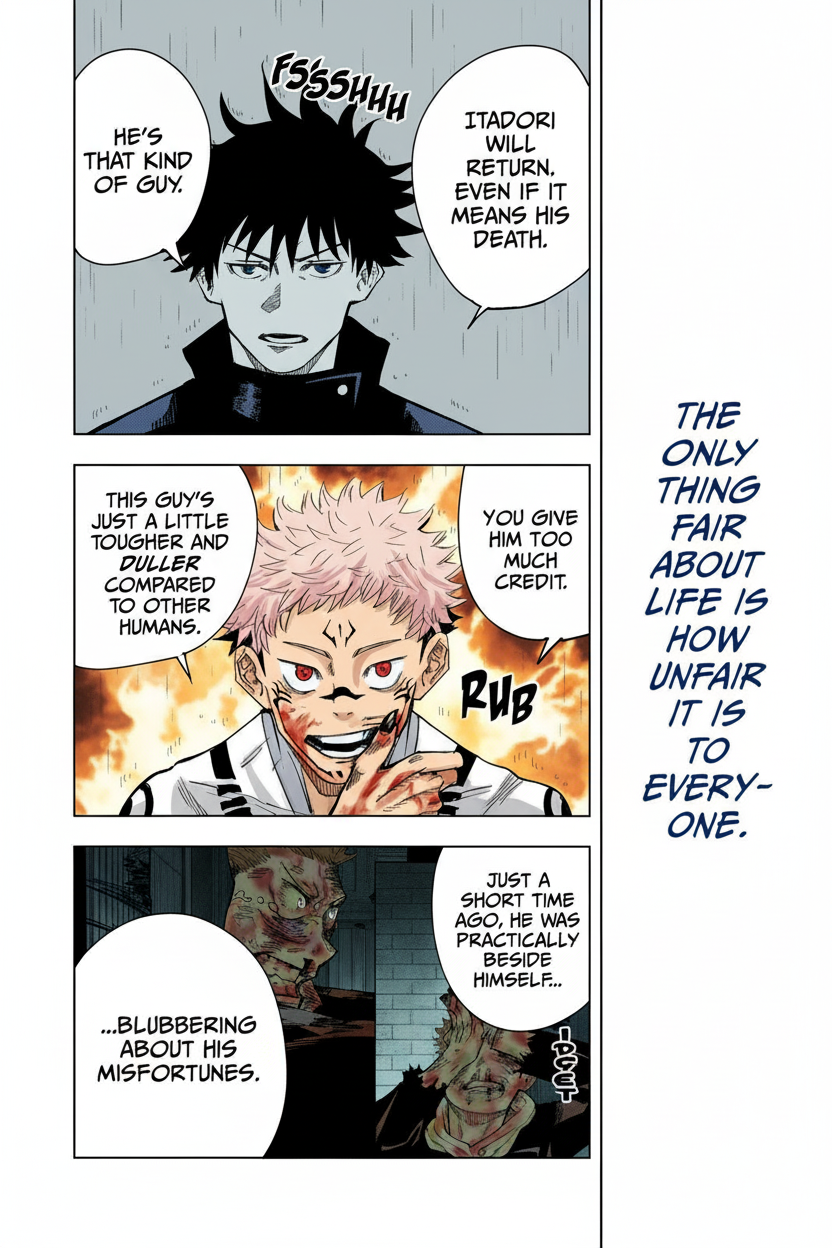 FSSSHHH
ITADORI
WILL
RETURN,
EVEN IF IT
MEANS HIS
DEATH.
HE'S
THAT KIND
OF GUY.
YOU GIVE
HIM TOO
MUCH
CREDIT.
THIS GUY'S
JUST A LITTLE
TOUGHER AND
DULLER
COMPARED
TO OTHER
HUMANS.
RUB
JUST A
SHORT TIME
AGO, HE WAS
PRACTICALLY
BESIDE
HIMSELF...
...BLUBBERING
ABOUT HIS
MISFORTUNES.
THE
ONLY
THING
FAIR
ABOUT
LIFE IS
HOW
UNFAIR
IT IS
TO
EVERY-
ONE.